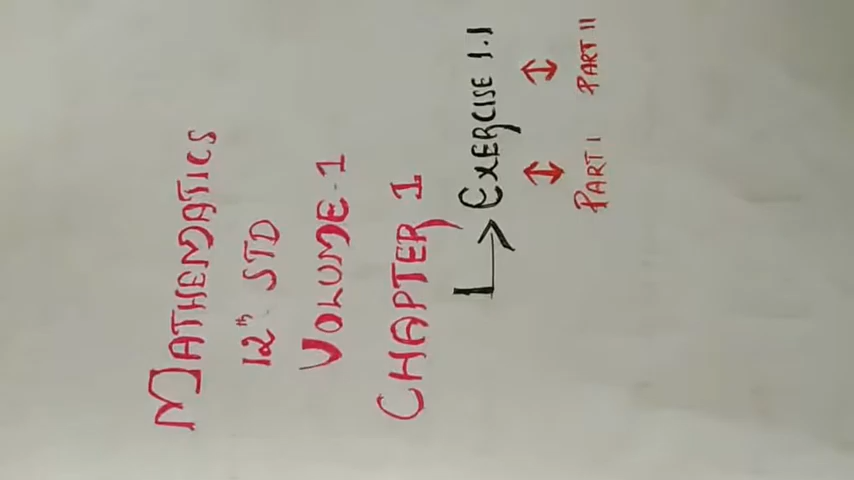 MATHEMATICS
12th STD
VOLUME-1
CHAPTER 1
EXERCISE 1.1
PART I PART II